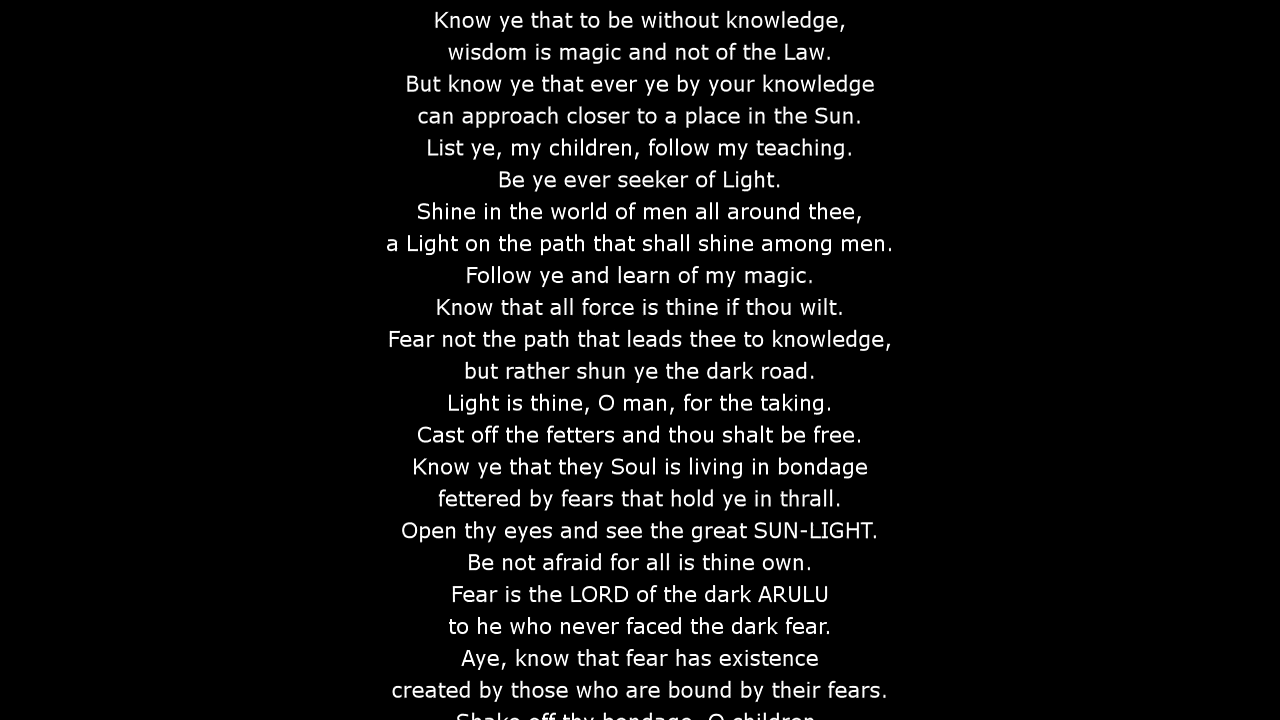 Know ye that to be without knowledge,
wisdom is magic and not of the Law.
But know ye that ever ye by your knowledge
can approach closer to a place in the Sun.
List ye, my children, follow my teaching.
Be ye ever seeker of Light.
Shine in the world of men all around thee,
a Light on the path that shall shine among men.
Follow ye and learn of my magic.
Know that all force is thine if thou wilt.
Fear not the path that leads thee to knowledge,
but rather shun ye the dark road.
Light is thine, O man, for the taking.
Cast off the fetters and thou shalt be free.
Know ye that they Soul is living in bondage
fettered by fears that hold ye in thrall.
Open thy eyes and see the great SUN-LIGHT.
Be not afraid for all is thine own.
Fear is the LORD of the dark ARULU
to he who never faced the dark fear.
Aye, know that fear has existence
created by those who are bound by their fears.
Shake off thy bondage, O children,